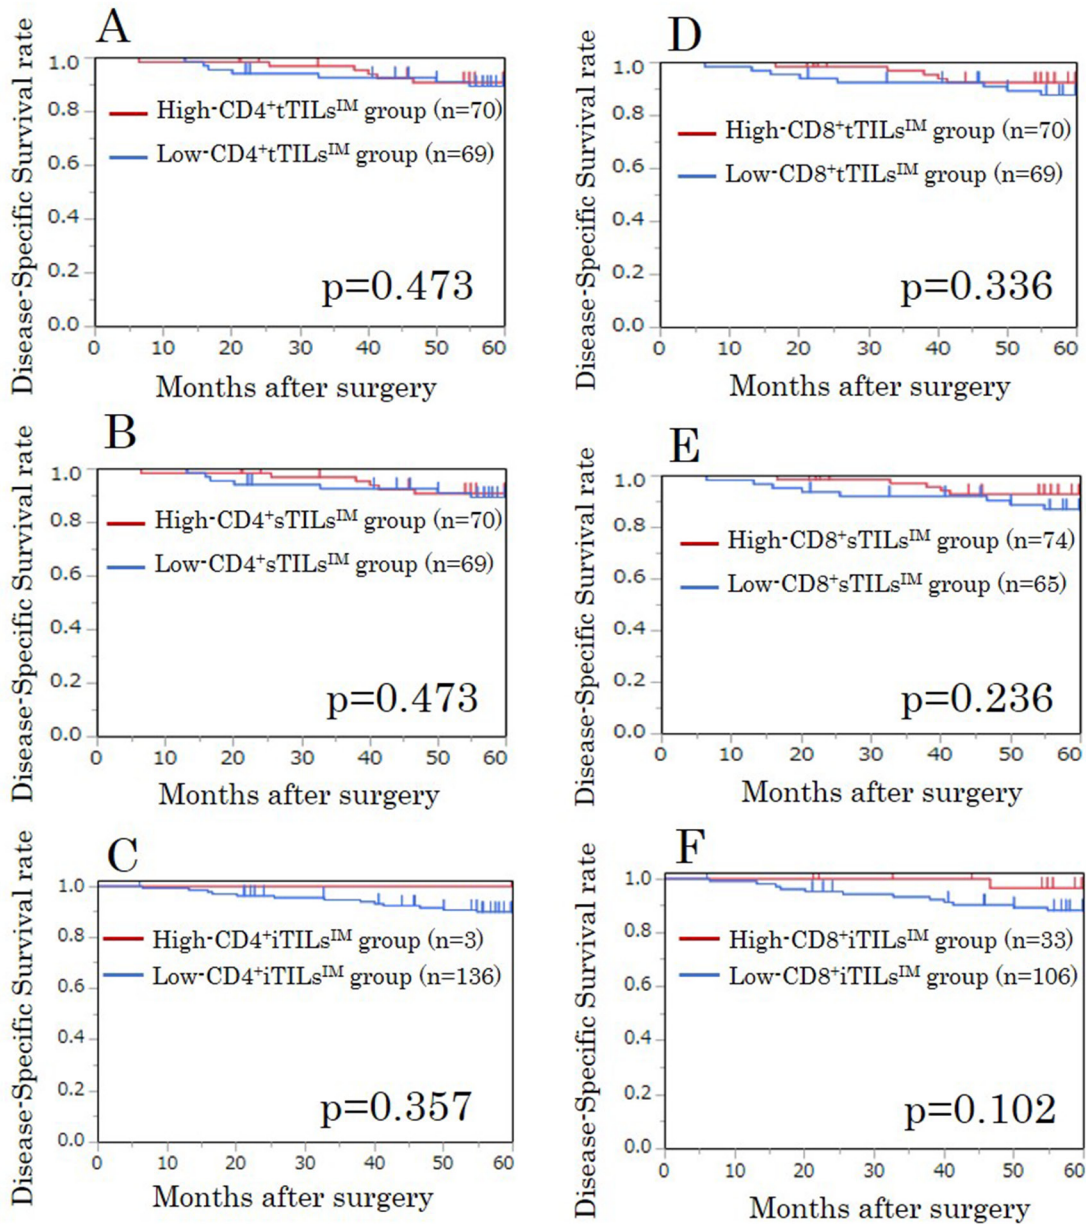 A
Disease-Specific Survival rate
1.0
0.8
0.6
0.4
0.2
0.0
High-CD4⁺tTILsᴵᴹ group (n=70)
Low-CD4⁺tTILsᴵᴹ group (n=69)
p=0.473
0 10 20 30 40 50 60
Months after surgery
D
Disease-Specific Survival rate
1.0
0.8
0.6
0.4
0.2
0.0
High-CD8⁺tTILsᴵᴹ group (n=70)
Low-CD8⁺tTILsᴵᴹ group (n=69)
p=0.336
0 10 20 30 40 50 60
Months after surgery
B
Disease-Specific Survival rate
1.0
0.8
0.6
0.4
0.2
0.0
High-CD4⁺sTILsᴵᴹ group (n=70)
Low-CD4⁺sTILsᴵᴹ group (n=69)
p=0.473
0 10 20 30 40 50 60
Months after surgery
E
Disease-Specific Survival rate
1.0
0.8
0.6
0.4
0.2
0.0
High-CD8⁺sTILsᴵᴹ group (n=74)
Low-CD8⁺sTILsᴵᴹ group (n=65)
p=0.236
0 10 20 30 40 50 60
Months after surgery
C
Disease-Specific Survival rate
1.0
0.8
0.6
0.4
0.2
0.0
High-CD4⁺iTILsᴵᴹ group (n=3)
Low-CD4⁺iTILsᴵᴹ group (n=136)
p=0.357
0 10 20 30 40 50 60
Months after surgery
F
Disease-Specific Survival rate
1.0
0.8
0.6
0.4
0.2
0.0
High-CD8⁺iTILsᴵᴹ group (n=33)
Low-CD8⁺iTILsᴵᴹ group (n=106)
p=0.102
0 10 20 30 40 50 60
Months after surgery